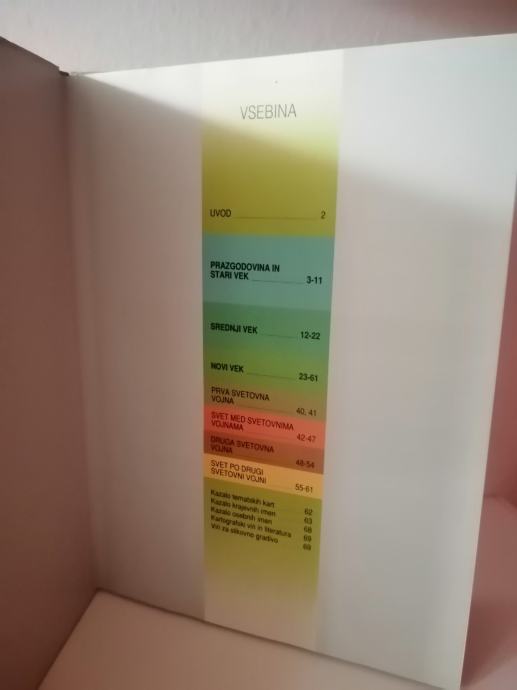 VSEBINA
UVOD 2
PRAZGODOVINA IN
STARI VEK 3-11
SREDNJI VEK 12-22
NOVI VEK 23-61
PRVA SVETOVNA
VOJNA 40, 41
SVET MED SVETOVNIMA
VOJNAMA 42-47
DRUGA SVETOVNA
VOJNA 48-54
SVET PO DRUGI
SVETOVNI VOJNI 55-61
Kazalo tematskih kart 62
Kazalo krajevnih imen 63
Kazalo osebnih imen 68
Kartografski viri in literatura 69
Viri za slikovno gradivo 69